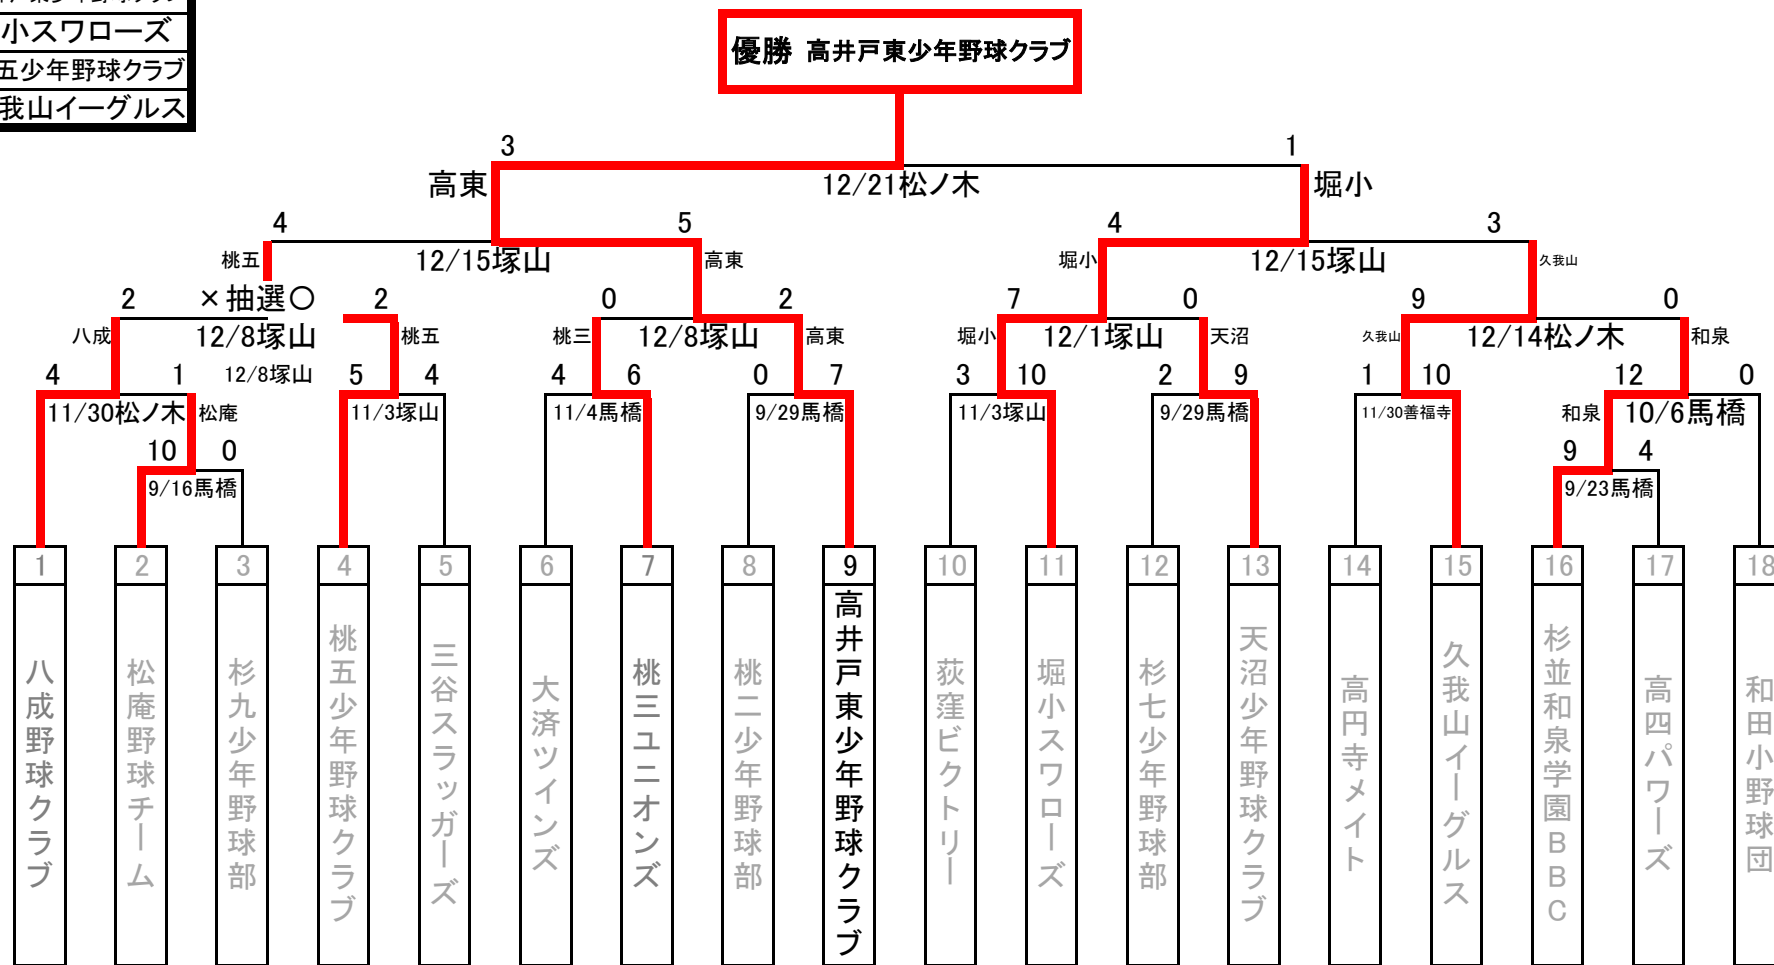 小スワローズ
五少年野球クラブ
我山イーグルス
優勝 高井戸東少年野球クラブ
3 1
高東 12/21松ノ木 堀小
4 5 4 3
桃五 12/15塚山 高東 堀小 12/15塚山 久我山
2 ×抽選〇 2 0 2 7 0 9 0
八成 12/8塚山 桃五 桃三 12/8塚山 高東 堀小 12/1塚山 天沼 久我山 12/14松ノ木 和泉
4 1 12/8塚山 5 4 4 6 0 7 3 10 2 9 1 10 12 0
11/30松ノ木 松庵 11/3塚山 11/4馬橋 9/29馬橋 11/3塚山 9/29馬橋 11/30善福寺 和泉 10/6馬橋
10 0 9 4
9/16馬橋 9/23馬橋
1 2 3 4 5 6 7 8 9 10 11 12 13 14 15 16 17 18
八成野球クラブ
松庵野球チーム
杉九少年野球部
桃五少年野球クラブ
三谷スラッガーズ
大済ツインズ
桃三ユニオンズ
桃二少年野球部
高井戸東少年野球クラブ
荻窪ビクトリー
堀小スワローズ
杉七少年野球部
天沼少年野球クラブ
高円寺メイト
久我山イーグルス
杉並和泉学園BBC
高四パワーズ
和田小野球団